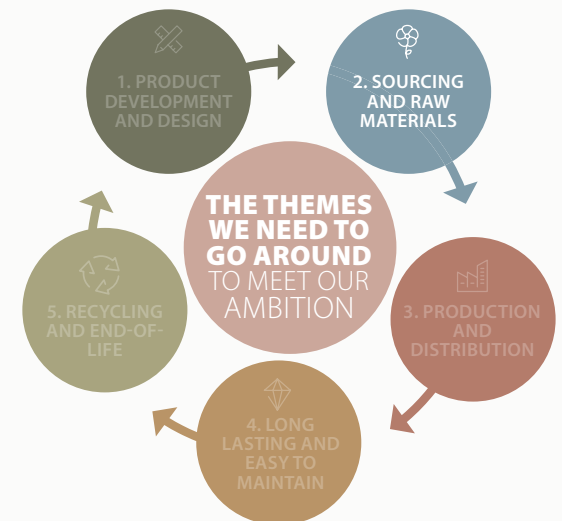 1. PRODUCT
DEVELOPMENT
AND DESIGN
2. SOURCING
AND RAW
MATERIALS
THE THEMES
WE NEED TO
GO AROUND
TO MEET OUR
AMBITION
3. PRODUCTION
AND
DISTRIBUTION
4. LONG
LASTING AND
EASY TO
MAINTAIN
5. RECYCLING
AND END-OF-
LIFE